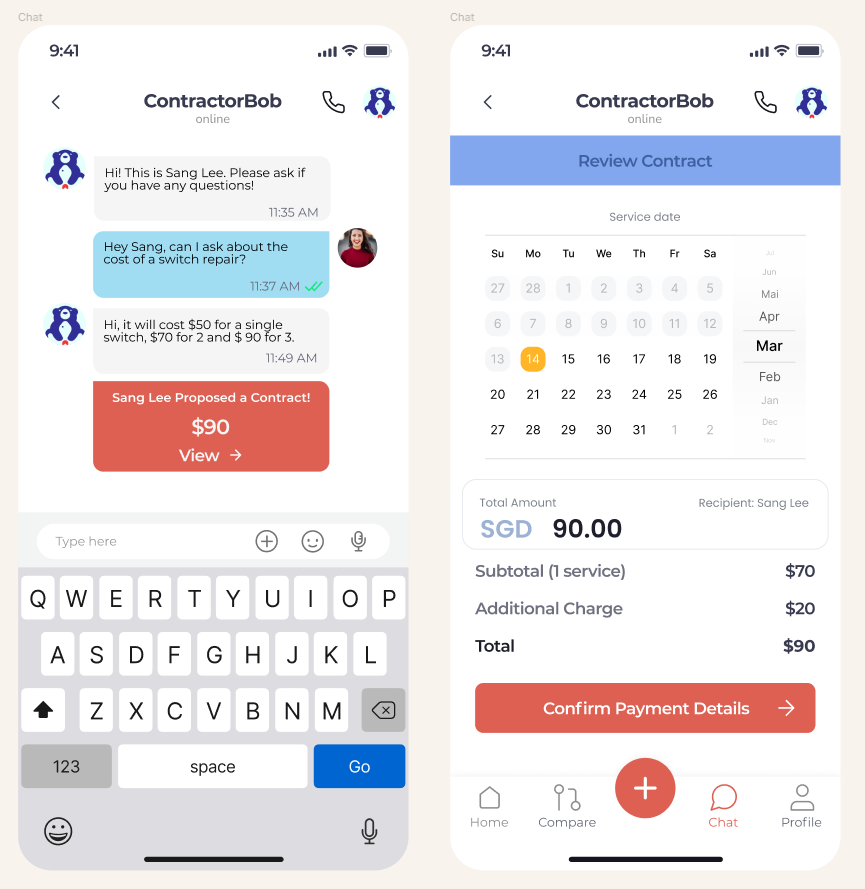 Chat
9:41
ContractorBob
online
Hi! This is Sang Lee. Please ask if
you have any questions!
11:35 AM
Hey Sang, can I ask about the
cost of a switch repair?
11:37 AM
Hi, it will cost $50 for a single
switch, $70 for 2 and $ 90 for 3.
11:49 AM
Sang Lee Proposed a Contract!
$90
View
Type here
Q W E R T Y U I O P
A S D F G H J K L
Z X C V B N M
123 space Go
Chat
9:41
ContractorBob
online
Review Contract
Service date
Su Mo Tu We Th Fr Sa
27 28 1 2 3 4 5
6 7 8 9 10 11 12
13 14 15 16 17 18 19
20 21 22 23 24 25 26
27 28 29 30 31 1 2
Jul
Jun
Mai
Apr
Mar
Feb
Jan
Dec
Nov
Total Amount Recipient: Sang Lee
SGD 90.00
Subtotal (1 service) $70
Additional Charge $20
Total $90
Confirm Payment Details
Home Compare Chat Profile